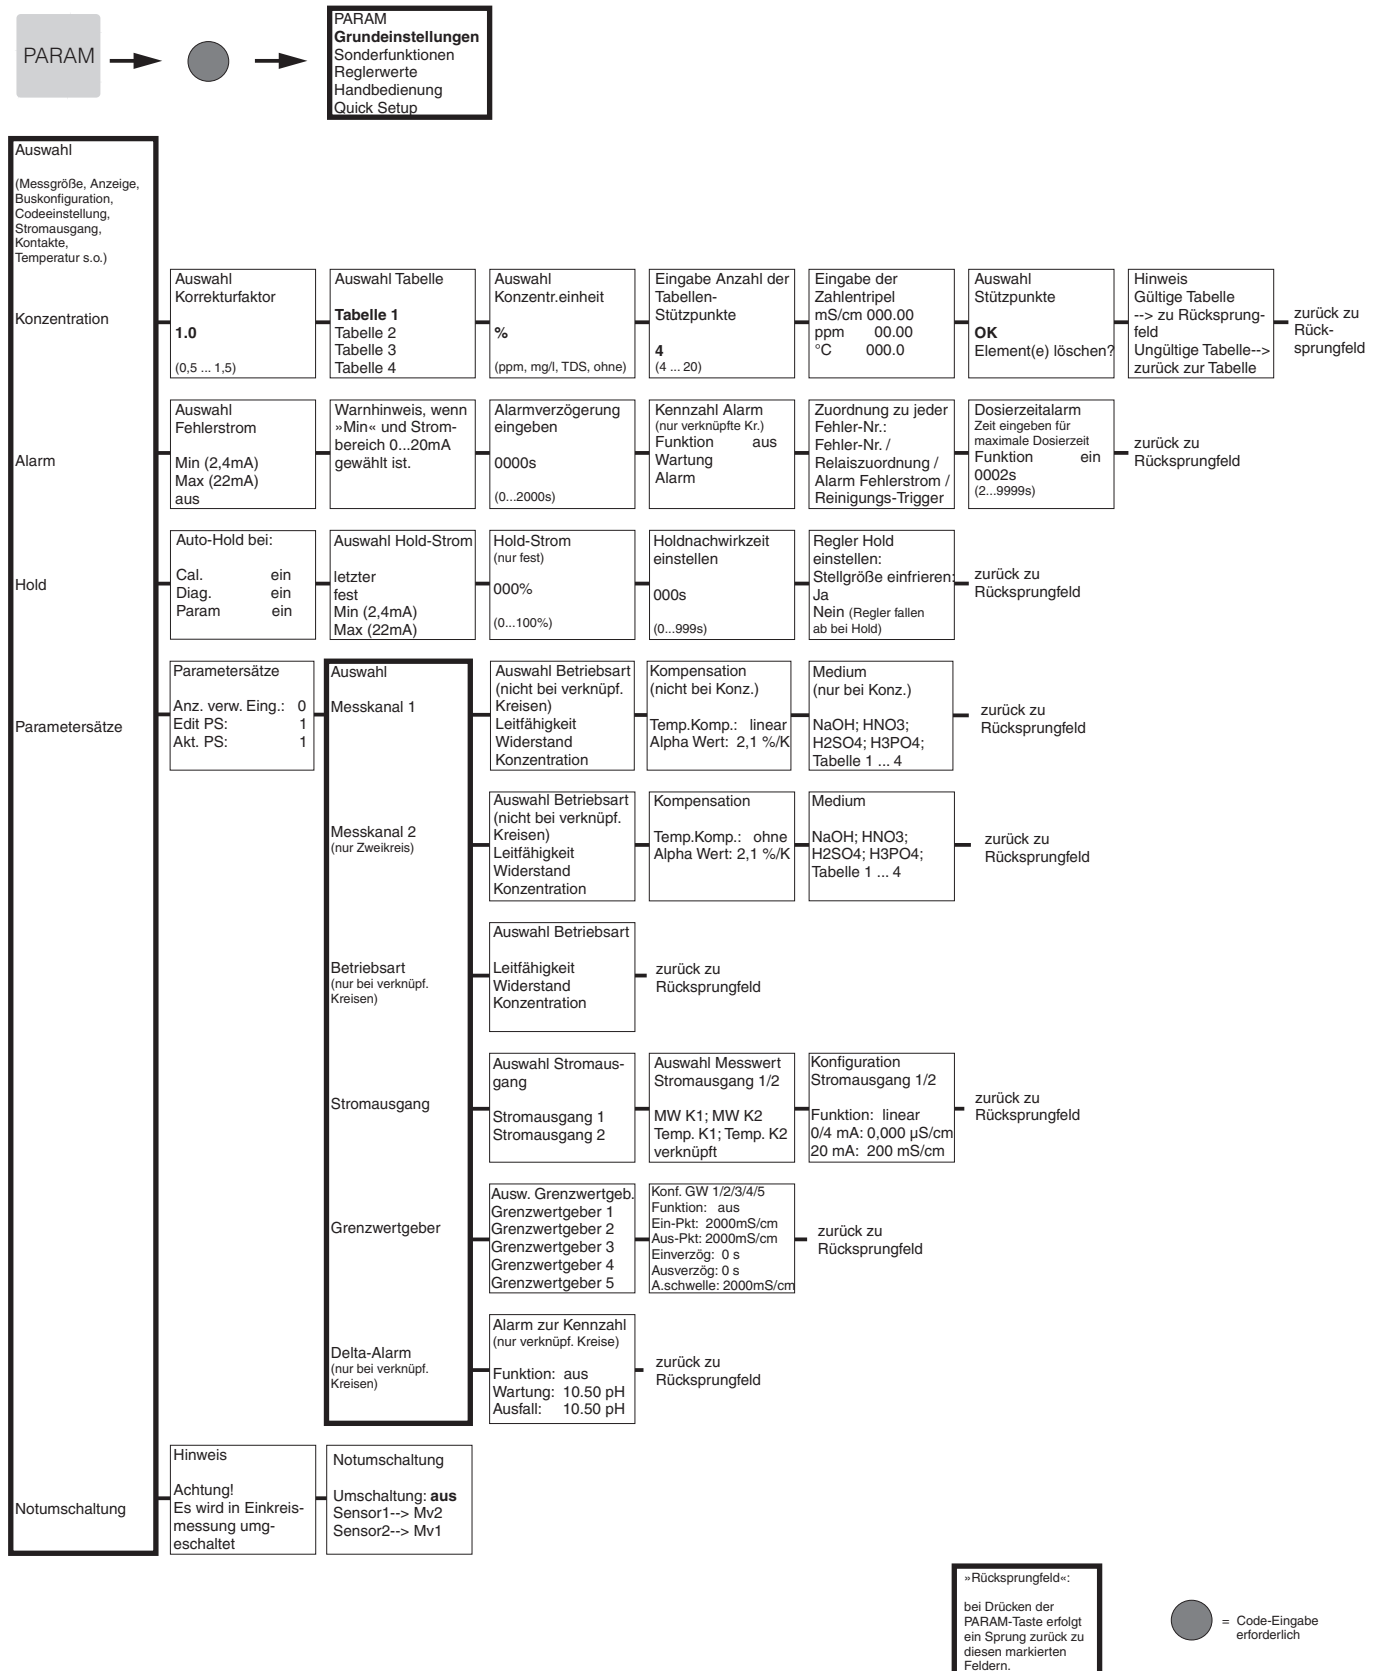 PARAM
PARAM
Grundeinstellungen
Sonderfunktionen
Reglerwerte
Handbedienung
Quick Setup
Auswahl
(Messgröße, Anzeige,
Buskonfiguration,
Codeeinstellung,
Stromausgang,
Kontakte,
Temperatur s.o.)
Konzentration
Auswahl
Korrekturfaktor
1.0
(0,5 ... 1,5)
Auswahl Tabelle
Tabelle 1
Tabelle 2
Tabelle 3
Tabelle 4
Auswahl
Konzentr.einheit
%
(ppm, mg/l, TDS, ohne)
Eingabe Anzahl der
Tabellen-
Stützpunkte
4
(4 ... 20)
Eingabe der
Zahlentripel
mS/cm 000.00
ppm 00.00
°C 000.0
Auswahl
Stützpunkte
OK
Element(e) löschen?
Hinweis
Gültige Tabelle
--> zu Rücksprung-
feld
Ungültige Tabelle-->
zurück zur Tabelle
zurück zu
Rück-
sprungfeld
Alarm
Auswahl
Fehlerstrom
Min (2,4mA)
Max (22mA)
aus
Warnhinweis, wenn
»Min« und Strom-
bereich 0...20mA
gewählt ist.
Alarmverzögerung
eingeben
0000s
(0...2000s)
Kennzahl Alarm
(nur verknüpfte Kr.)
Funktion aus
Wartung
Alarm
Zuordnung zu jeder
Fehler-Nr.:
Fehler-Nr. /
Relaiszuordnung /
Alarm Fehlerstrom /
Reinigungs-Trigger
Dosierzeitalarm
Zeit eingeben für
maximale Dosierzeit
Funktion ein
0002s
(2...9999s)
zurück zu
Rücksprungfeld
Hold
Auto-Hold bei:
Cal. ein
Diag. ein
Param ein
Auswahl Hold-Strom
letzter
fest
Min (2,4mA)
Max (22mA)
Hold-Strom
(nur fest)
000%
(0...100%)
Holdnachwirkzeit
einstellen
000s
(0...999s)
Regler Hold
einstellen:
Stellgröße einfrieren:
Ja
Nein (Regler fallen
ab bei Hold)
zurück zu
Rücksprungfeld
Parametersätze
Parametersätze
Anz. verw. Eing.: 0
Edit PS: 1
Akt. PS: 1
Auswahl
Messkanal 1
Auswahl Betriebsart
(nicht bei verknüpf.
Kreisen)
Leitfähigkeit
Widerstand
Konzentration
Kompensation
(nicht bei Konz.)
Temp.Komp.: linear
Alpha Wert: 2,1 %/K
Medium
(nur bei Konz.)
NaOH; HNO3;
H2SO4; H3PO4;
Tabelle 1 ... 4
zurück zu
Rücksprungfeld
Messkanal 2
(nur Zweikreis)
Auswahl Betriebsart
(nicht bei verknüpf.
Kreisen)
Leitfähigkeit
Widerstand
Konzentration
Kompensation
Temp.Komp.: ohne
Alpha Wert: 2,1 %/K
Medium
NaOH; HNO3;
H2SO4; H3PO4;
Tabelle 1 ... 4
zurück zu
Rücksprungfeld
Betriebsart
(nur bei verknüpf.
Kreisen)
Auswahl Betriebsart
Leitfähigkeit
Widerstand
Konzentration
zurück zu
Rücksprungfeld
Stromausgang
Auswahl Stromaus-
gang
Stromausgang 1
Stromausgang 2
Auswahl Messwert
Stromausgang 1/2
MW K1; MW K2
Temp. K1; Temp. K2
verknüpft
Konfiguration
Stromausgang 1/2
Funktion: linear
0/4 mA: 0,000 µS/cm
20 mA: 200 mS/cm
zurück zu
Rücksprungfeld
Grenzwertgeber
Ausw. Grenzwertgeb.
Grenzwertgeber 1
Grenzwertgeber 2
Grenzwertgeber 3
Grenzwertgeber 4
Grenzwertgeber 5
Konf. GW 1/2/3/4/5
Funktion: aus
Ein-Pkt: 2000mS/cm
Aus-Pkt: 2000mS/cm
Einverzög: 0 s
Ausverzög: 0 s
A.schwelle: 2000mS/cm
zurück zu
Rücksprungfeld
Delta-Alarm
(nur bei verknüpf.
Kreisen)
Alarm zur Kennzahl
(nur verknüpf. Kreise)
Funktion: aus
Wartung: 10.50 pH
Ausfall: 10.50 pH
zurück zu
Rücksprungfeld
Notumschaltung
Hinweis
Achtung!
Es wird in Einkreis-
messung umg-
eschaltet
Notumschaltung
Umschaltung: aus
Sensor1--> Mv2
Sensor2--> Mv1
»Rücksprungfeld«:
bei Drücken der
PARAM-Taste erfolgt
ein Sprung zurück zu
diesen markierten
Feldern.
= Code-Eingabe
erforderlich